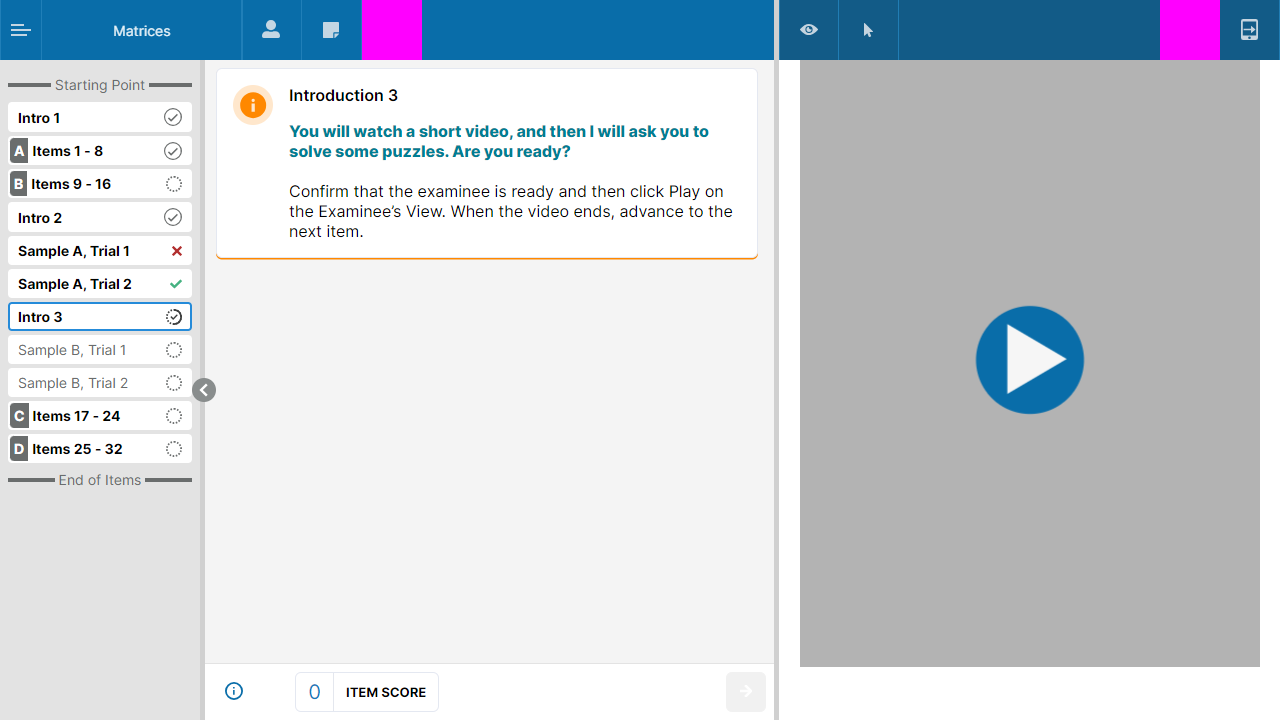 Matrices
Starting Point
Intro 1
A Items 1 - 8
B Items 9 - 16
Intro 2
Sample A, Trial 1
Sample A, Trial 2
Intro 3
Sample B, Trial 1
Sample B, Trial 2
C Items 17 - 24
D Items 25 - 32
End of Items
Introduction 3
You will watch a short video, and then I will ask you to
solve some puzzles. Are you ready?
Confirm that the examinee is ready and then click Play on
the Examinee’s View. When the video ends, advance to the
next item.
0 ITEM SCORE